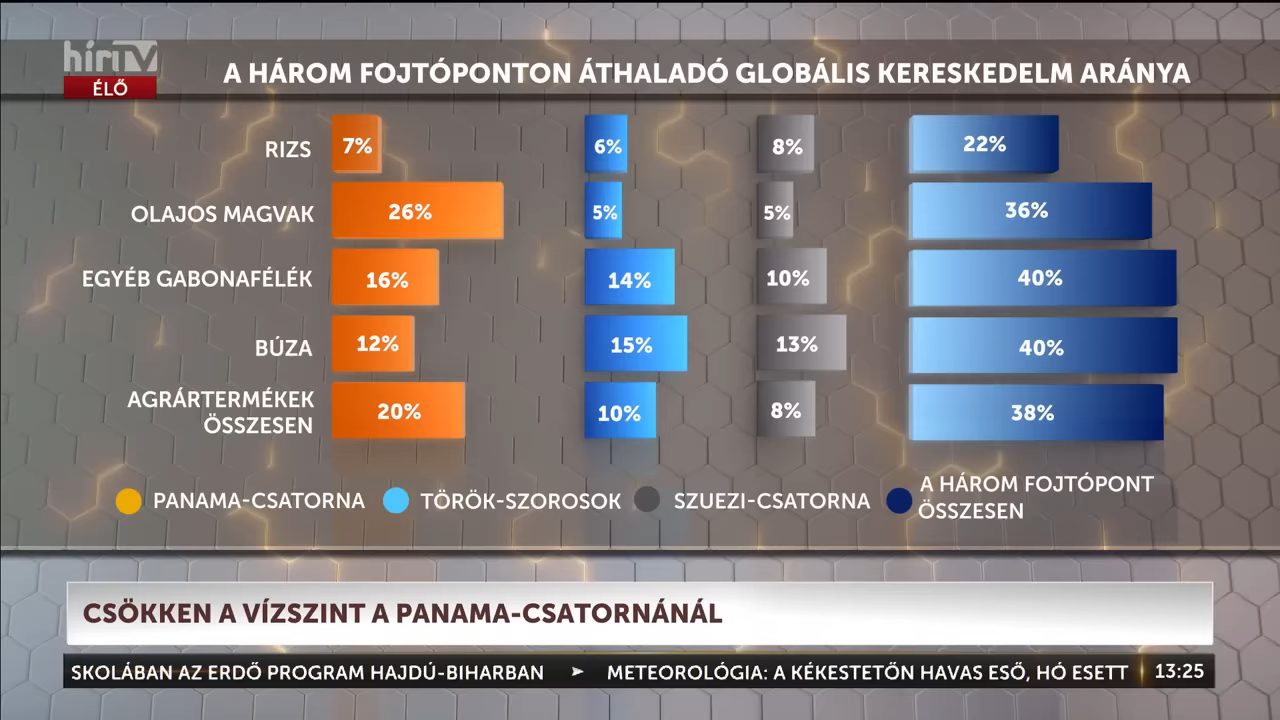 hírTV
ÉLŐ
A HÁROM FOJTÓPONTON ÁTHALADÓ GLOBÁLIS KERESKEDELM ARÁNYA
RIZS 7% 6% 8% 22%
OLAJOS MAGVAK 26% 5% 5% 36%
EGYÉB GABONAFÉLÉK 16% 14% 10% 40%
BÚZA 12% 15% 13% 40%
AGRÁRTERMÉKEK
ÖSSZESEN 20% 10% 8% 38%
PANAMA-CSATORNA TÖRÖK-SZOROSOK SZUEZI-CSATORNA A HÁROM FOJTÓPONT
ÖSSZESEN
CSÖKKEN A VÍZSZINT A PANAMA-CSATORNÁNÁL
SKOLÁBAN AZ ERDŐ PROGRAM HAJDÚ-BIHARBAN ➣ METEOROLÓGIA: A KÉKESTETŐN HAVAS ESŐ, HÓ ESETT 13:25